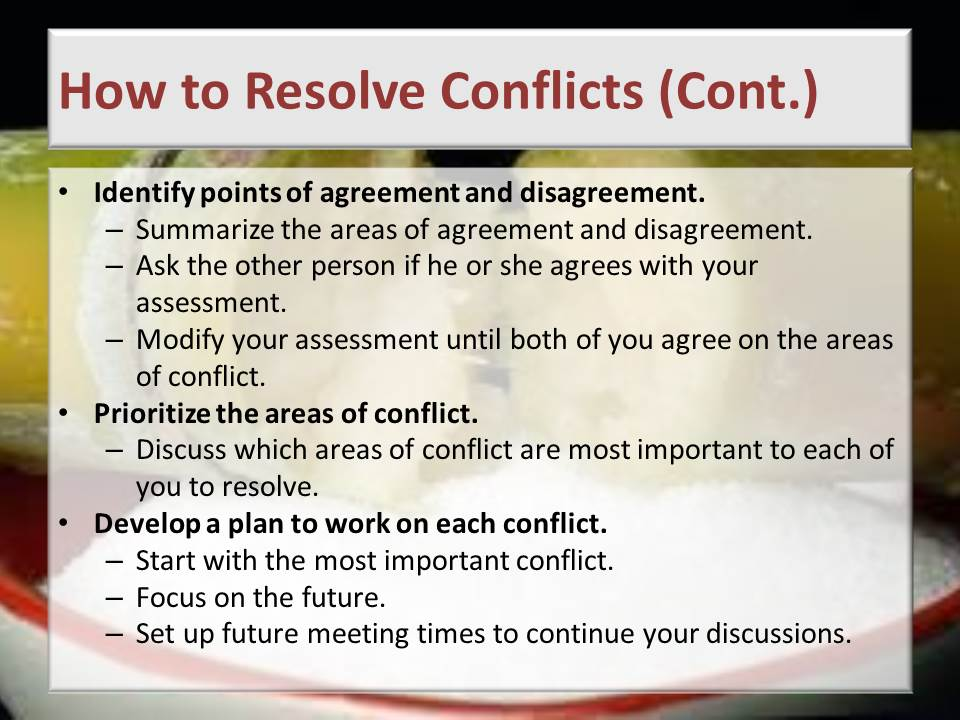 How to Resolve Conflicts (Cont.)
• Identify points of agreement and disagreement.
– Summarize the areas of agreement and disagreement.
– Ask the other person if he or she agrees with your
assessment.
– Modify your assessment until both of you agree on the areas
of conflict.
• Prioritize the areas of conflict.
– Discuss which areas of conflict are most important to each of
you to resolve.
• Develop a plan to work on each conflict.
– Start with the most important conflict.
– Focus on the future.
– Set up future meeting times to continue your discussions.